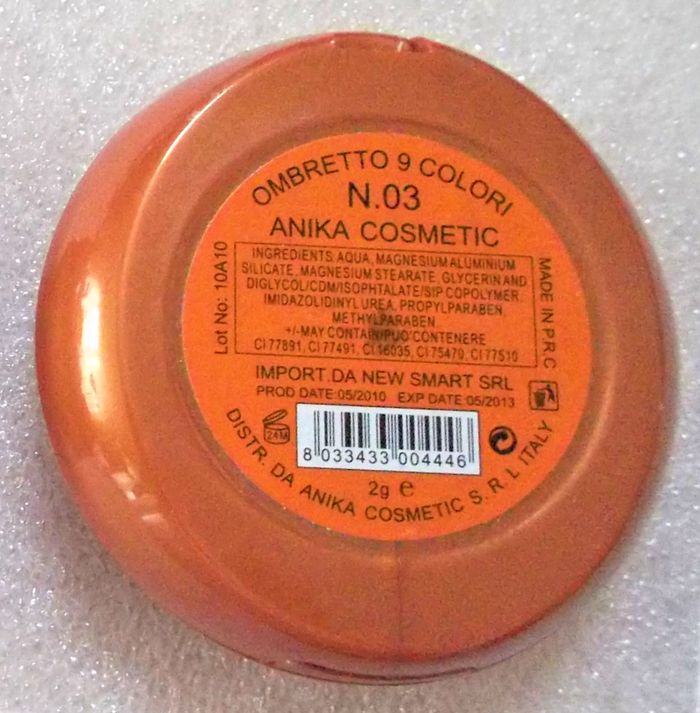 OMBRETTO 9 COLORI
N.03
ANIKA COSMETIC
INGREDIENTS: AQUA, MAGNESIUM ALUMINIUM
SILICATE, MAGNESIUM STEARATE, GLYCERIN AND
DIGLYCOL/CDM/ISOPHTALATE/SIP COPOLYMER,
IMIDAZOLIDINYL UREA, PROPYLPARABEN,
METHYLPARABEN
+/-MAY CONTAIN/PUO'CONTENERE
CI 77891, CI 77491, CI 16035, CI 75470, CI 77510
Lot No: 10A10
MADE IN P.R.C
IMPORT.DA NEW SMART SRL
PROD DATE:05/2010 EXP DATE:05/2013
24M
8 033433 004446
2g e
DISTR. DA ANIKA COSMETIC S. R. L ITALY